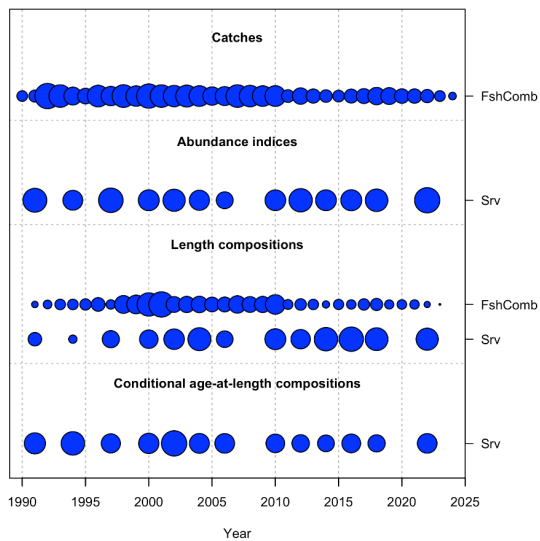 Catches
FshComb
Abundance indices
Srv
Length compositions
FshComb
Srv
Conditional age-at-length compositions
Srv
1990 1995 2000 2005 2010 2015 2020 2025
Year